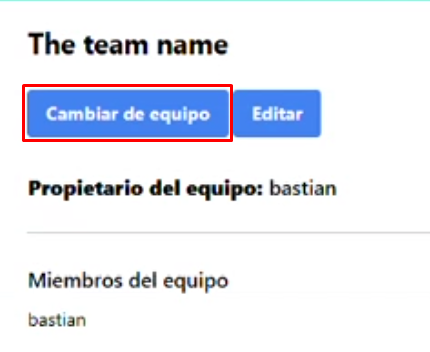 The team name
Cambiar de equipo Editar
Propietario del equipo: bastian
Miembros del equipo
bastian